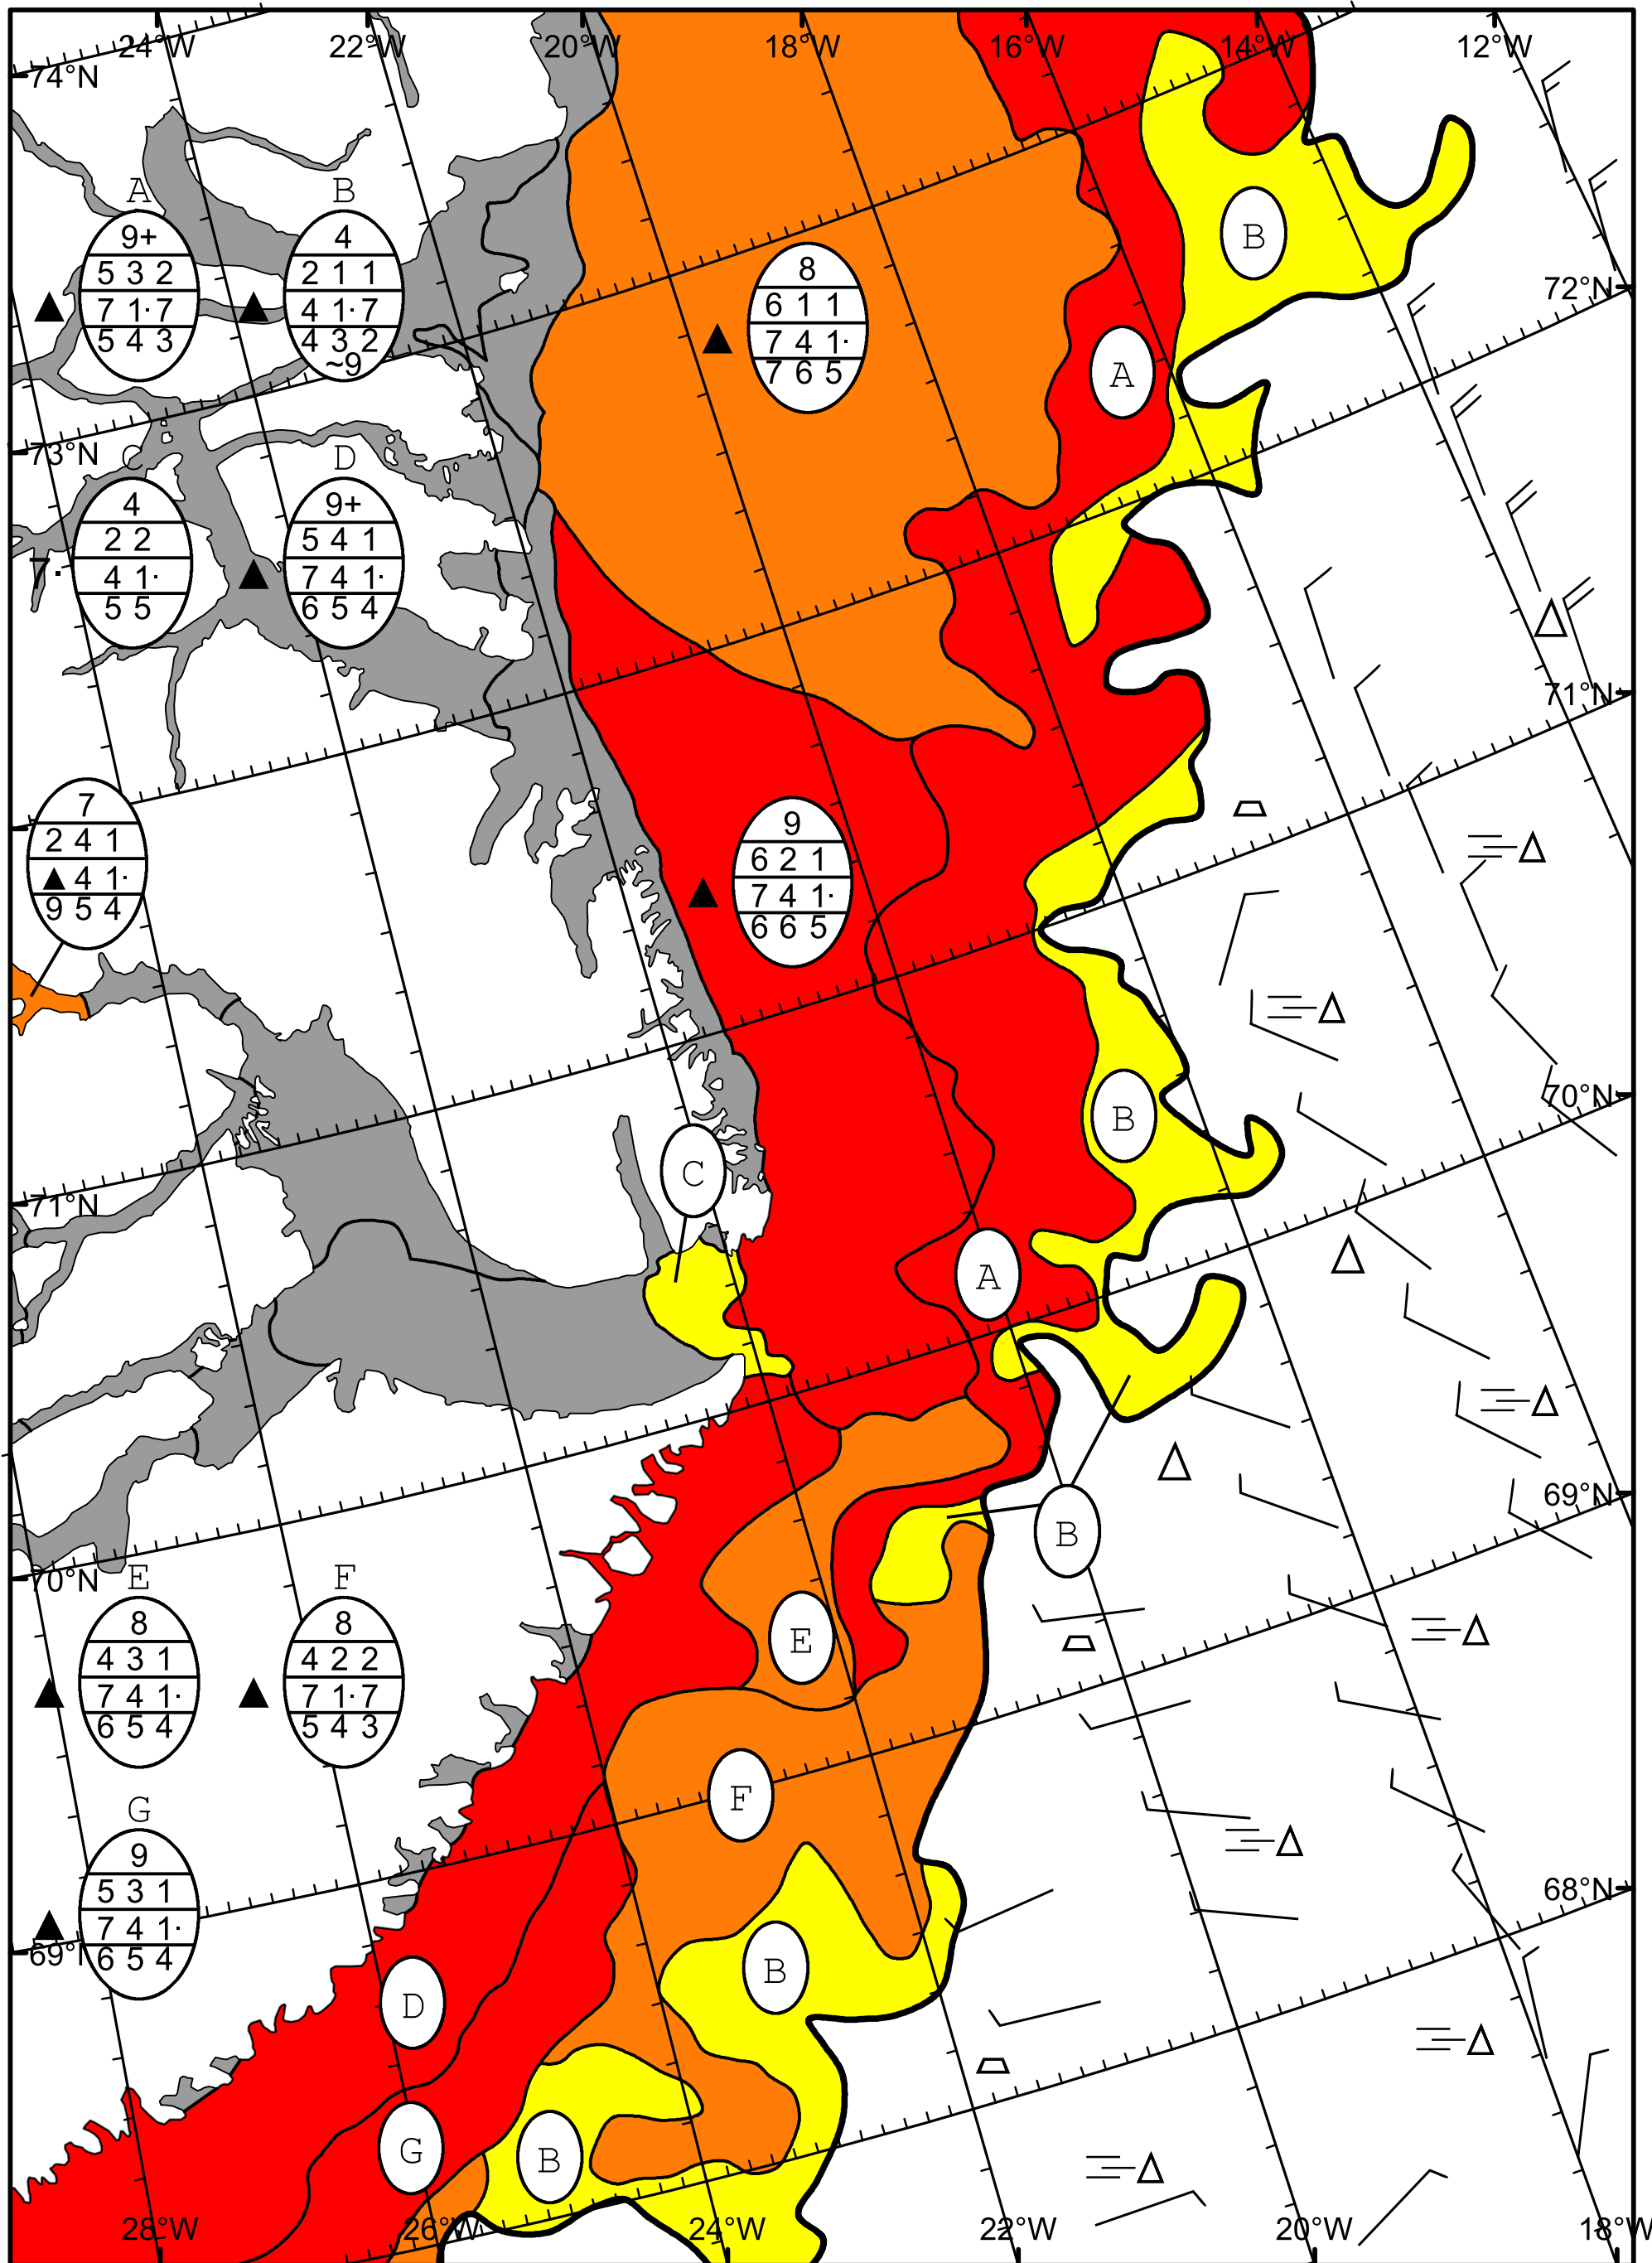 24°W 22°W 20°W 18°W 16°W 14°W 12°W
74°N
A B
9+
5 3 2
7 1· 7
5 4 3
4
2 1 1
4 1· 7
4 3 2
~9
8
6 1 1
7 4 1·
7 6 5
B
72°N
A
73°N
C D
4
2 2
7· 4 1·
5 5
9+
5 4 1
7 4 1·
6 5 4
71°N
7
2 4 1
4 1·
9 5 4
9
6 2 1
7 4 1·
6 6 5
70°N
B
C
71°N
A
69°N
B
70°N
E F
8
4 3 1
7 4 1·
6 5 4
8
4 2 2
7 1· 7
5 4 3
E
F
G
9
5 3 1
7 4 1·
6 5 4
68°N
69°N
B
D
G
B
28°W 26°W 24°W 22°W 20°W 18°W